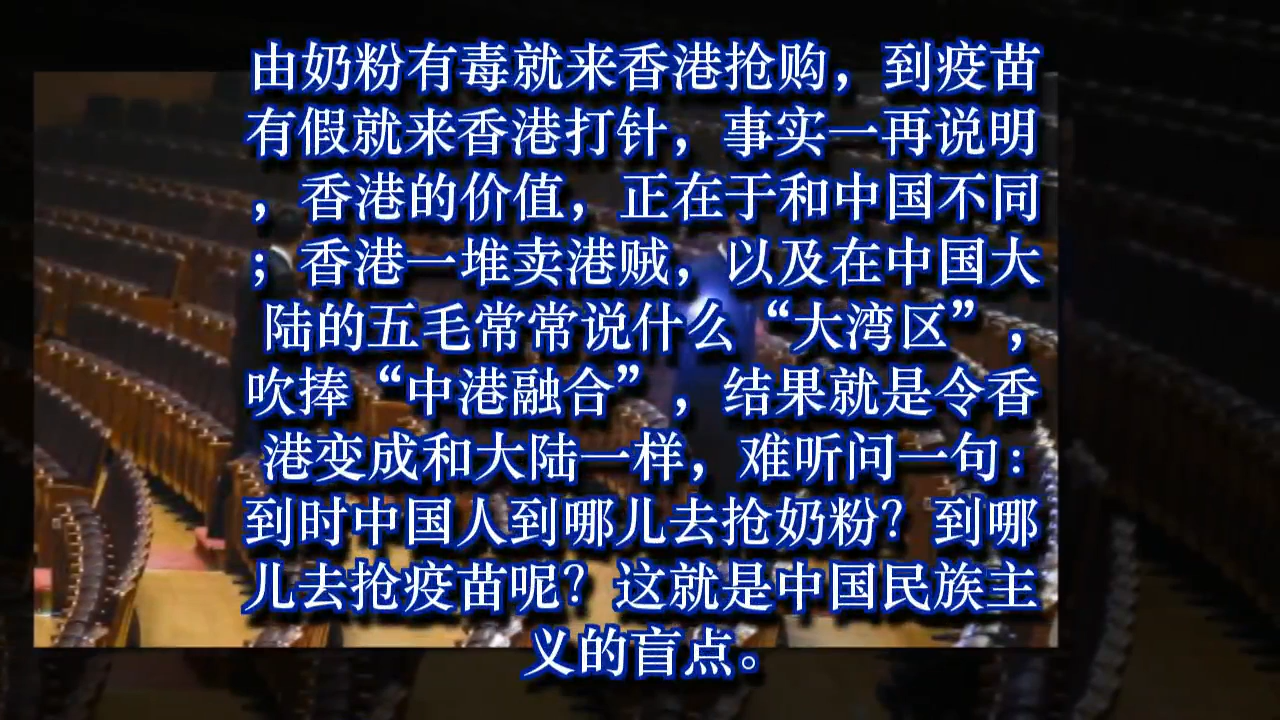 由奶粉有毒就来香港抢购，到疫苗
有假就来香港打针，事实一再说明
，香港的价值，正在于和中国不同
；香港一堆卖港贼，以及在中国大
陆的五毛常常说什么“大湾区”，
吹捧“中港融合”，结果就是令香
港变成和大陆一样，难听问一句：
到时中国人到哪儿去抢奶粉？到哪
儿去抢疫苗呢？这就是中国民族主
义的盲点。